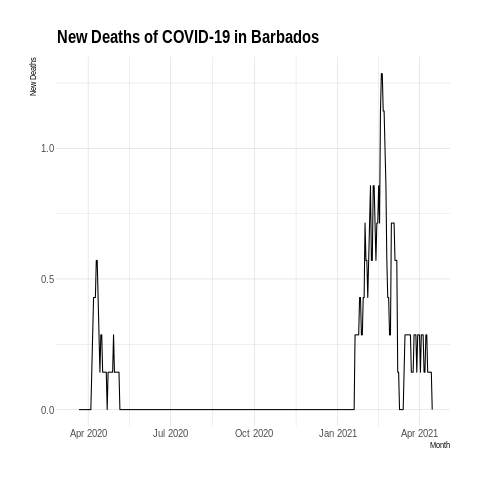 New Deaths of COVID-19 in Barbados
New Deaths
1.0
0.5
0.0
Apr 2020 Jul 2020 Oct 2020 Jan 2021 Apr 2021
Month